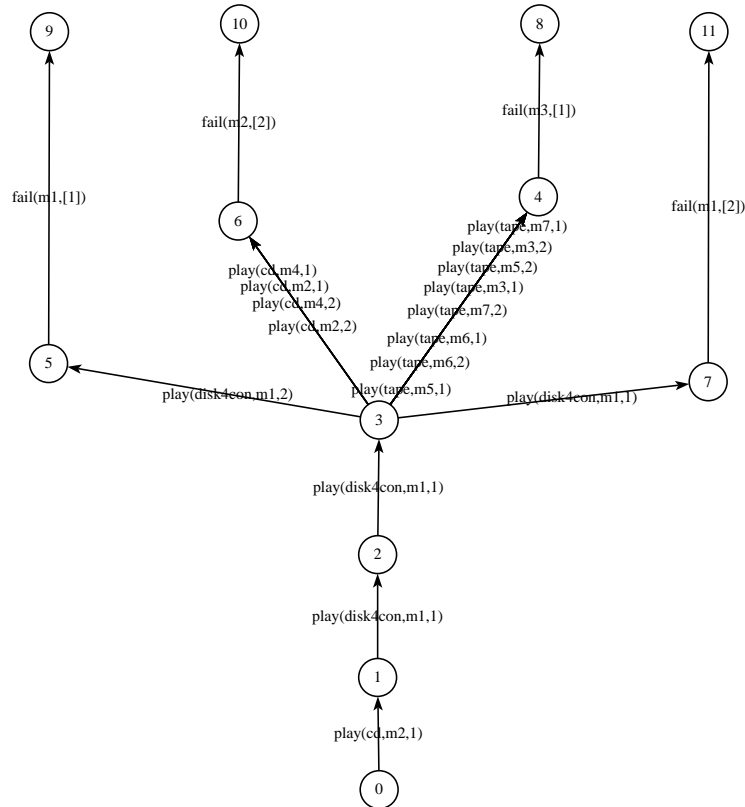 9
10
8
11
fail(m3,[1])
fail(m2,[2])
fail(m1,[1])
4
fail(m1,[2])
6
play(tape,m7,1)
play(tape,m3,2)
play(tape,m5,2)
play(cd,m4,1)
play(cd,m2,1)
play(tape,m3,1)
play(cd,m4,2)
play(tape,m7,2)
play(cd,m2,2)
play(tape,m6,1)
5
play(tape,m6,2)
7
play(disk4con,m1,2)
play(tape,m5,1)
play(disk4con,m1,1)
3
play(disk4con,m1,1)
2
play(disk4con,m1,1)
1
play(cd,m2,1)
0